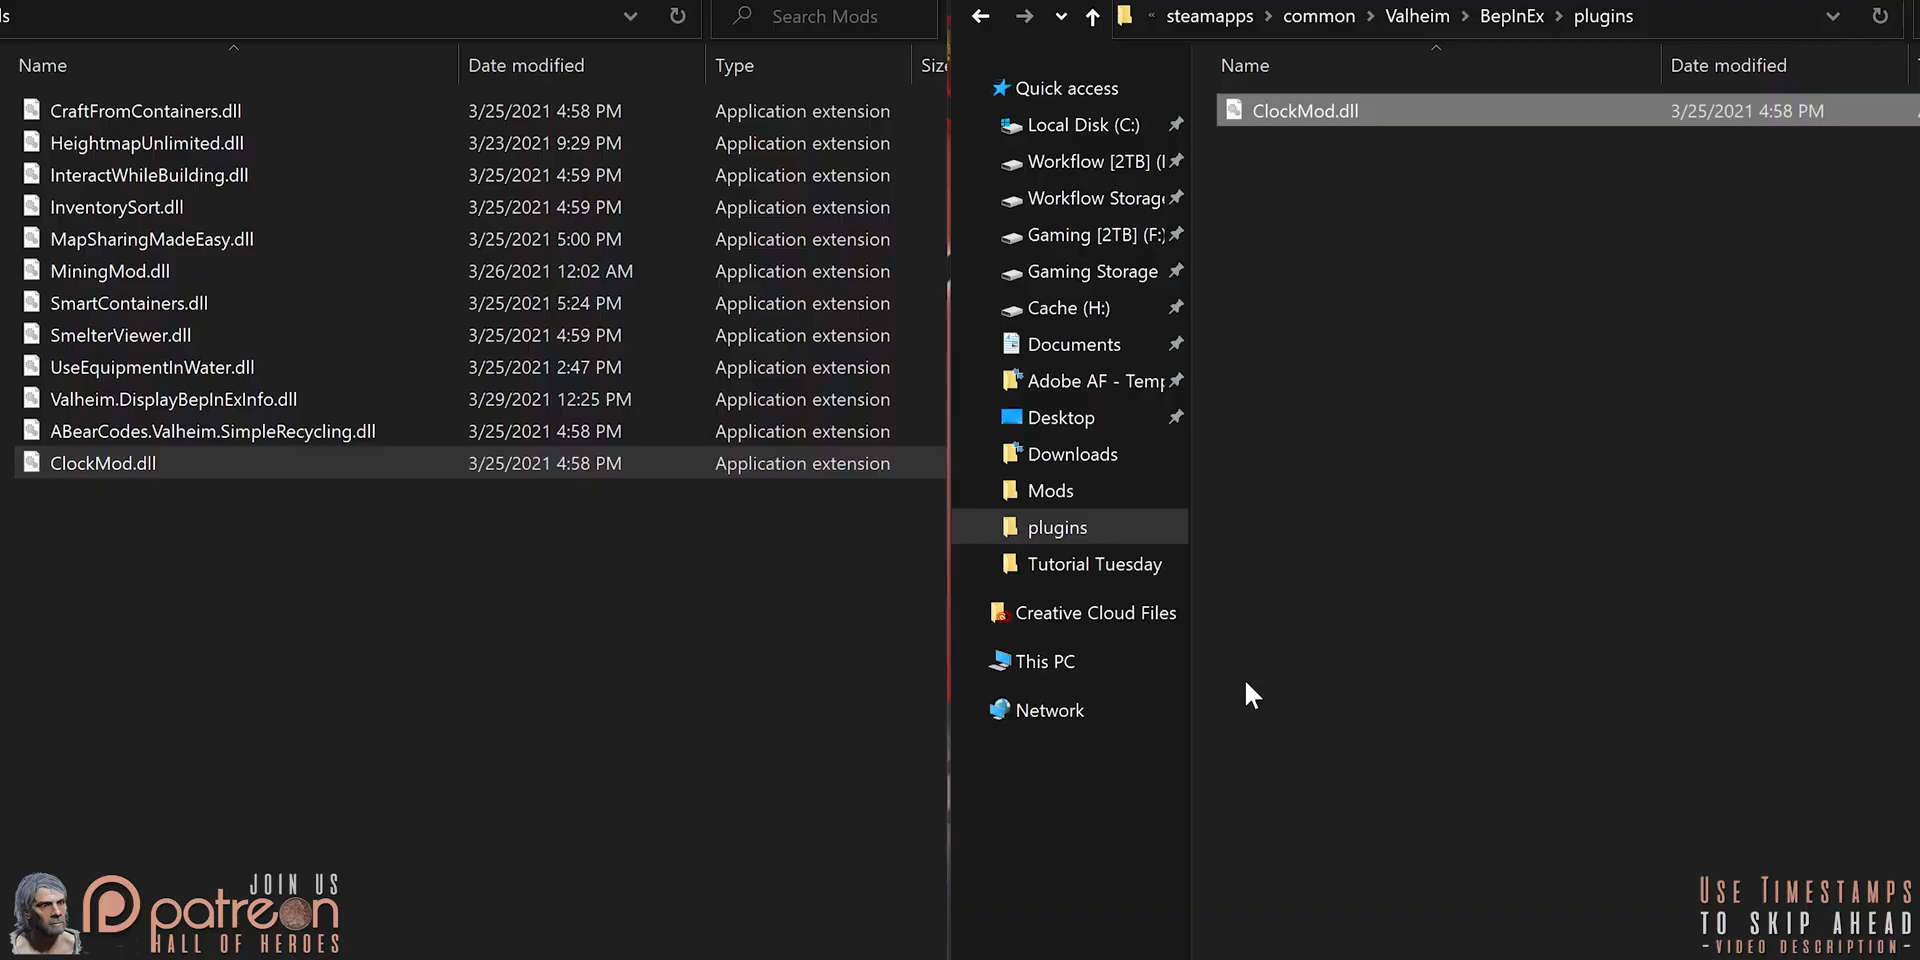 ls
Search Mods
Name Date modified Type Size
CraftFromContainers.dll 3/25/2021 4:58 PM Application extension
HeightmapUnlimited.dll 3/23/2021 9:29 PM Application extension
InteractWhileBuilding.dll 3/25/2021 4:59 PM Application extension
InventorySort.dll 3/25/2021 4:59 PM Application extension
MapSharingMadeEasy.dll 3/25/2021 5:00 PM Application extension
MiningMod.dll 3/26/2021 12:02 AM Application extension
SmartContainers.dll 3/25/2021 5:24 PM Application extension
SmelterViewer.dll 3/25/2021 4:59 PM Application extension
UseEquipmentInWater.dll 3/25/2021 2:47 PM Application extension
Valheim.DisplayBepInExInfo.dll 3/29/2021 12:25 PM Application extension
ABearCodes.Valheim.SimpleRecycling.dll 3/25/2021 4:58 PM Application extension
ClockMod.dll 3/25/2021 4:58 PM Application extension
« steamapps > common > Valheim > BepInEx > plugins
Quick access
Local Disk (C:)
Workflow [2TB] (
Workflow Storage
Gaming [2TB] (F:)
Gaming Storage
Cache (H:)
Documents
Adobe AF - Temp
Desktop
Downloads
Mods
plugins
Tutorial Tuesday
Creative Cloud Files
This PC
Network
Name Date modified
ClockMod.dll 3/25/2021 4:58 PM
JOIN US
patreon
HALL OF HEROES
USE TIMESTAMPS
TO SKIP AHEAD
-VIDEO DESCRIPTION-